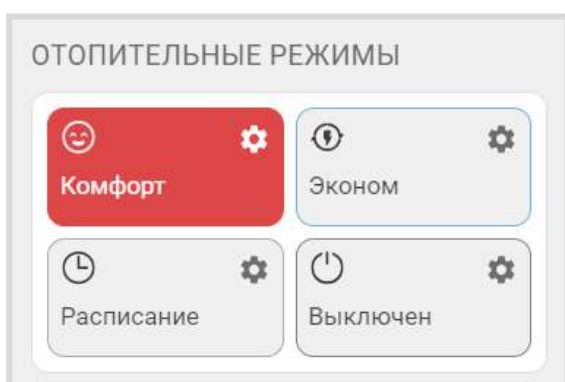 ОТОПИТЕЛЬНЫЕ РЕЖИМЫ
Комфорт
Эконом
Расписание
Выключен